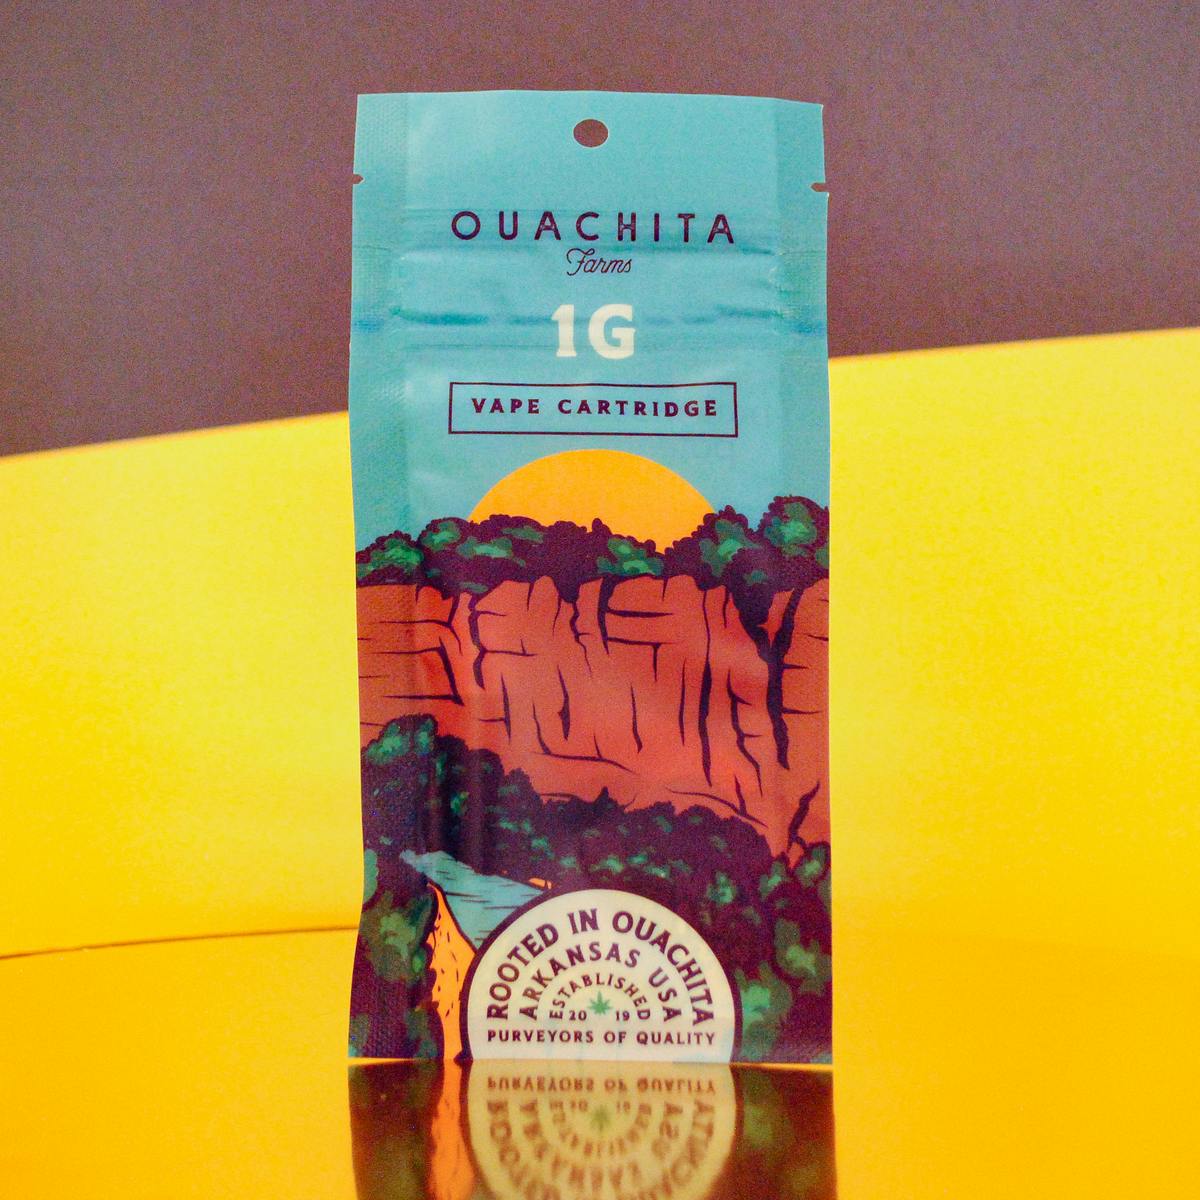 OUACHITA
Farms
1G
VAPE CARTRIDGE
ROOTED IN OUACHITA
ARKANSAS USA
ESTABLISHED
20 19
PURVEYORS OF QUALITY